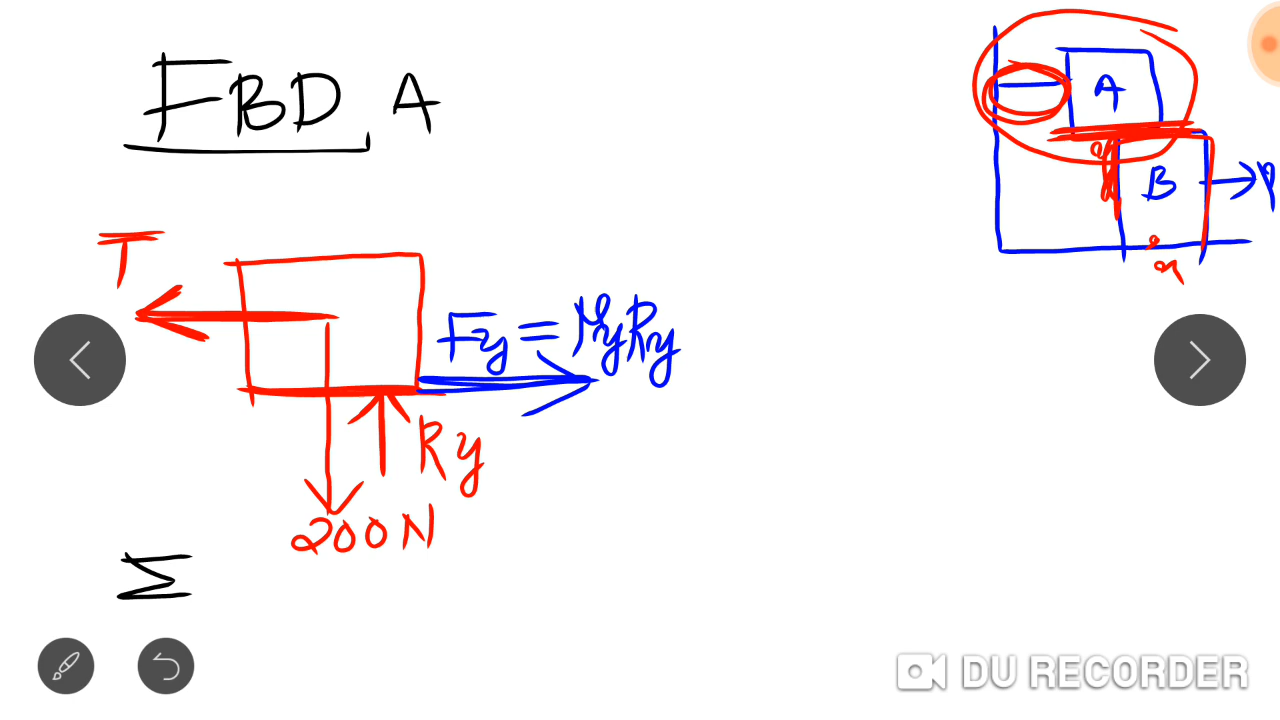 FBD A
A
B
P
T
Fy = μyRy
Ry
200N
Σ
DU RECORDER